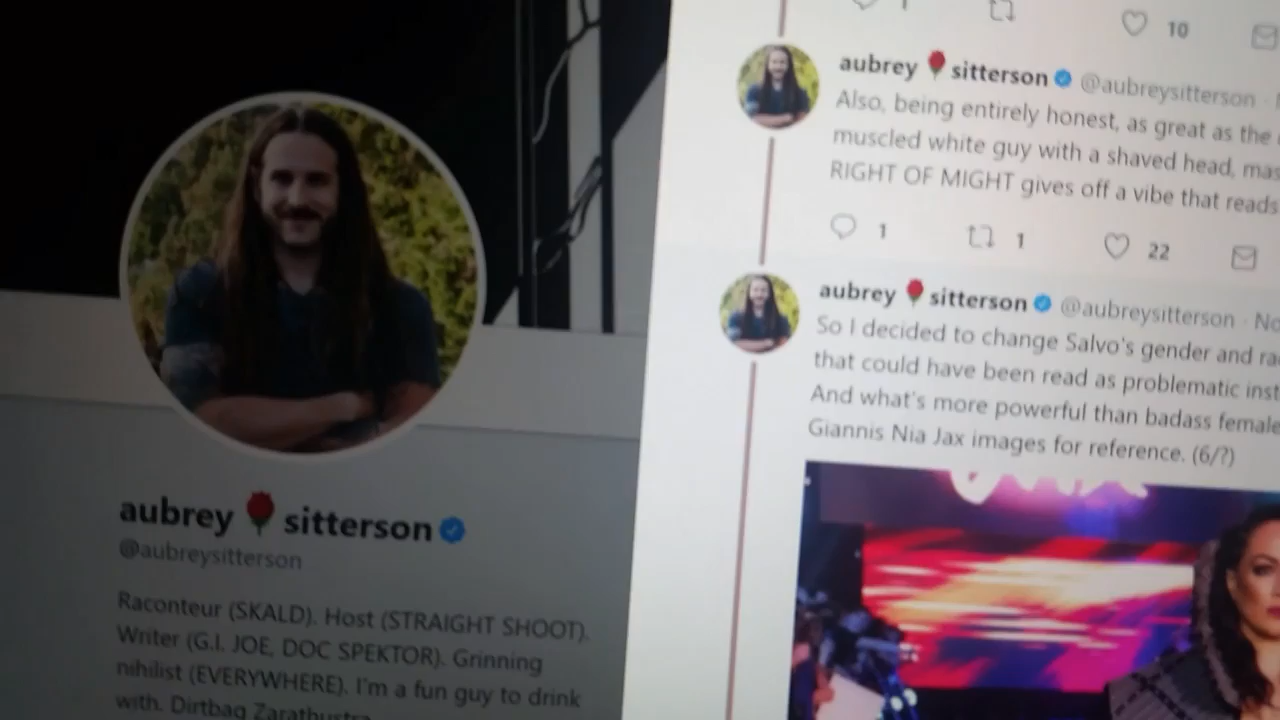 aubrey sitterson
@aubreysitterson
Raconteur (SKALD). Host (STRAIGHT SHOOT).
Writer (G.I. JOE, DOC SPEKTOR). Grinning
nihilist (EVERYWHERE). I'm a fun guy to drink
with. Dirtbag Zarathustra
10
aubrey sitterson @aubreysitterson ·
Also, being entirely honest, as great as the
muscled white guy with a shaved head,
RIGHT OF MIGHT gives off a vibe that reads
1 1 22
aubrey sitterson @aubreysitterson ·
So I decided to change Salvo's gender and
that could have been read as problematic
And what's more powerful than badass female
Giannis Nia Jax images for reference. (6/?)